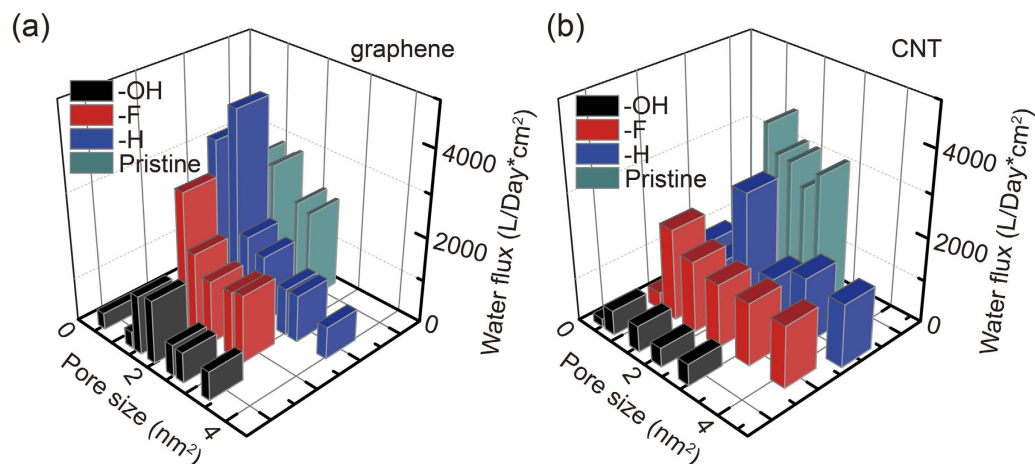 (a)
graphene
-OH
-F
-H
Pristine
4000
2000
0
Water flux (L/Day*cm²)
0
2
4
Pore size (nm²)
(b)
CNT
-OH
-F
-H
Pristine
4000
2000
0
Water flux (L/Day*cm²)
0
2
4
Pore size (nm²)